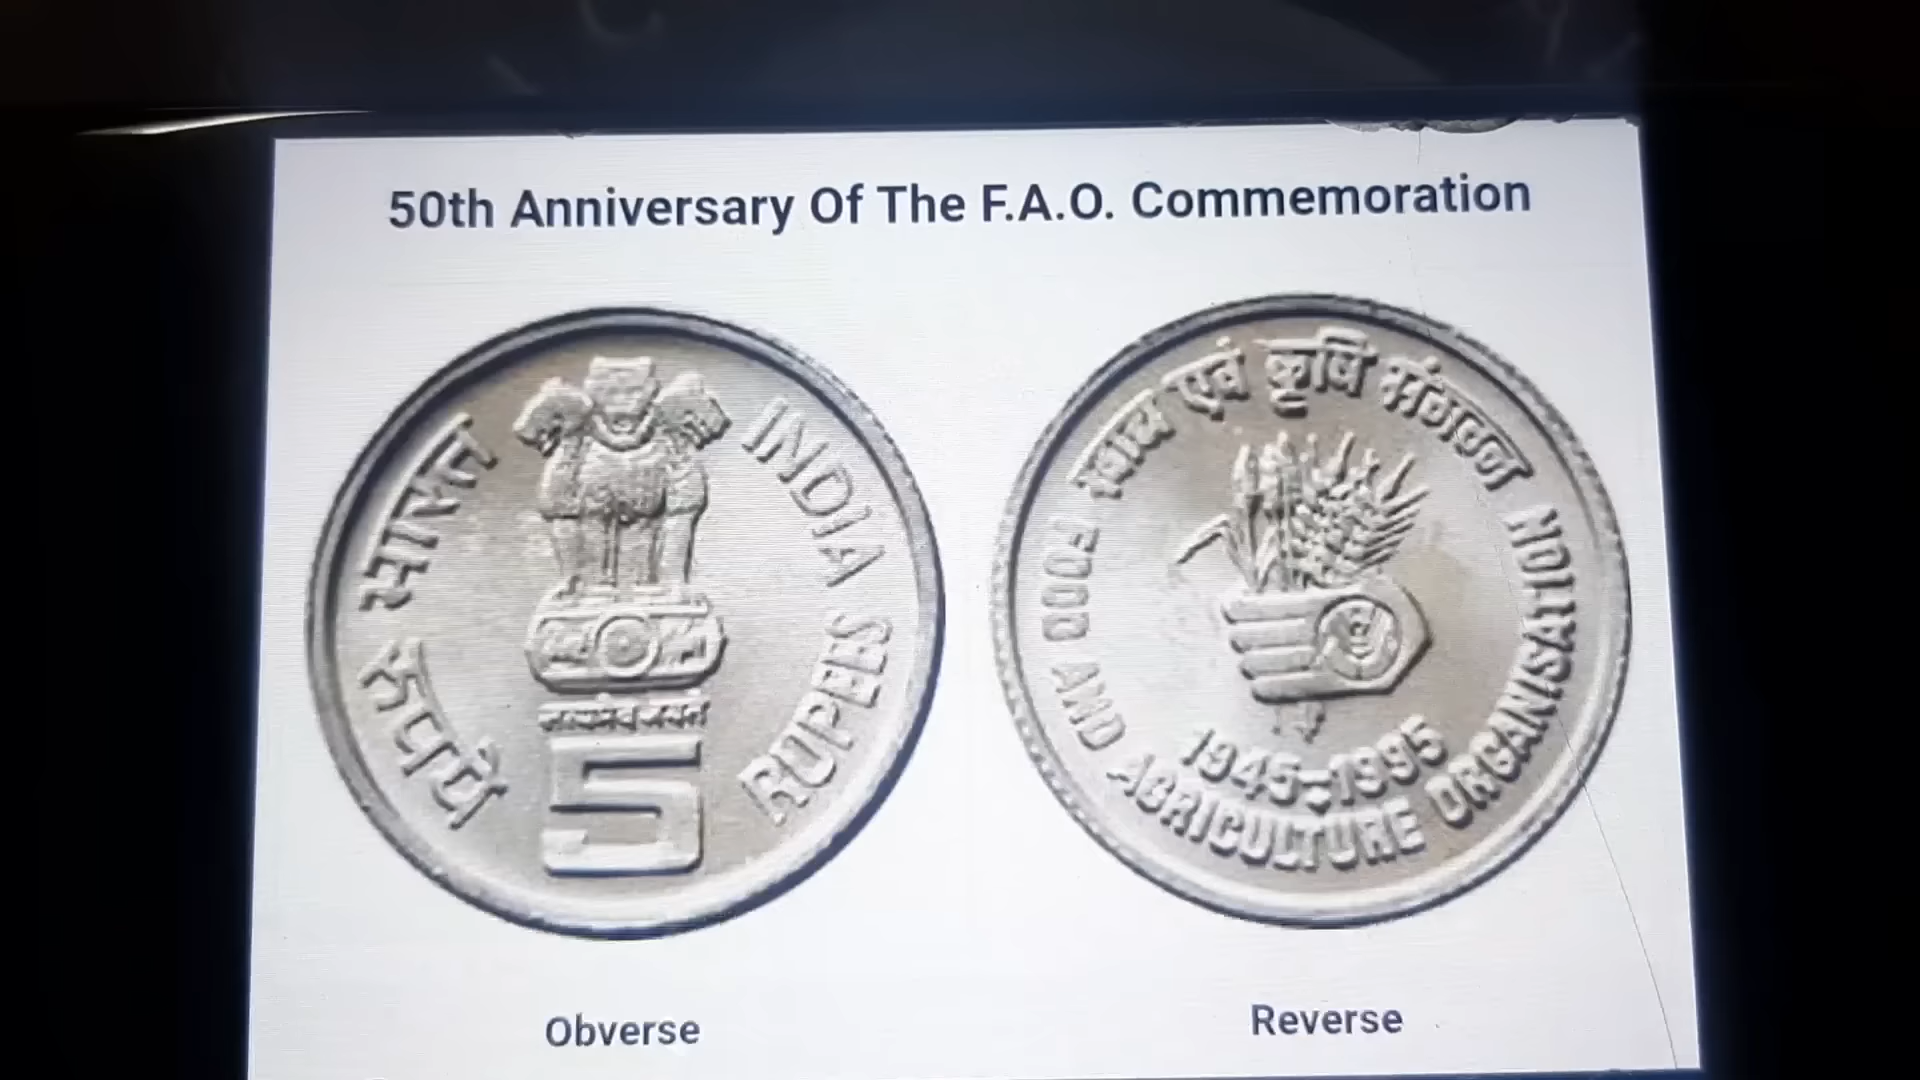 50th Anniversary Of The F.A.O. Commemoration
भारत
INDIA
रुपये
RUPEES
सत्यमेव जयते
5
खाद्य एवं कृषि संगठन
FOOD AND AGRICULTURE ORGANISATION
1945-1995
Obverse
Reverse